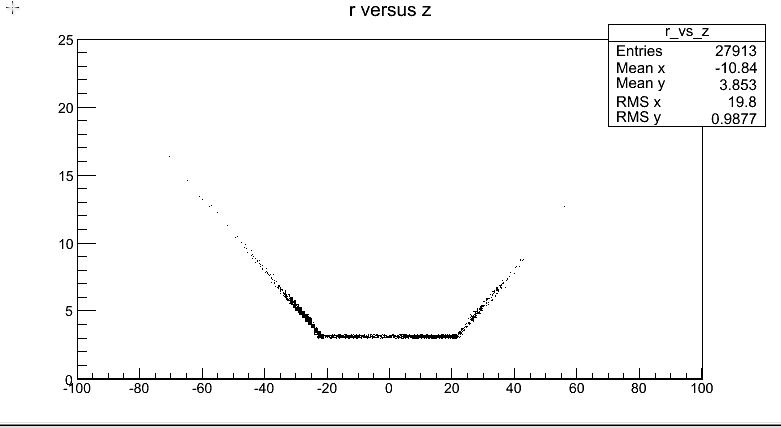 r versus z
r_vs_z
Entries 27913
Mean x -10.84
Mean y 3.853
RMS x 19.8
RMS y 0.9877
25
20
15
10
5
0
-100 -80 -60 -40 -20 0 20 40 60 80 100